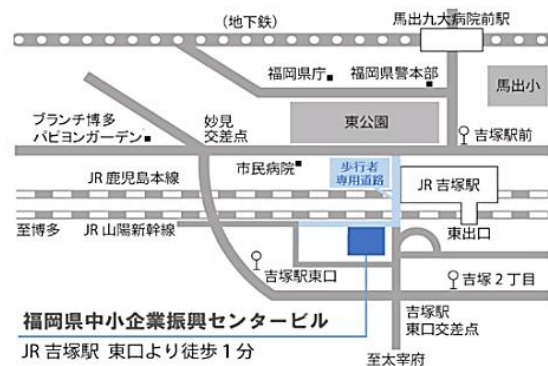 （地下鉄）
馬出九大病院前駅
福岡県庁
福岡県警本部
馬出小
ブランチ博多
パピヨンガーデン
妙見
交差点
東公園
吉塚駅前
市民病院
歩行者
専用道路
JR 鹿児島本線
JR 吉塚駅
至博多
JR 山陽新幹線
東出口
吉塚駅東口
吉塚 2 丁目
福岡県中小企業振興センタービル
吉塚駅
東口交差点
JR 吉塚駅 東口より徒歩 1 分
至太宰府